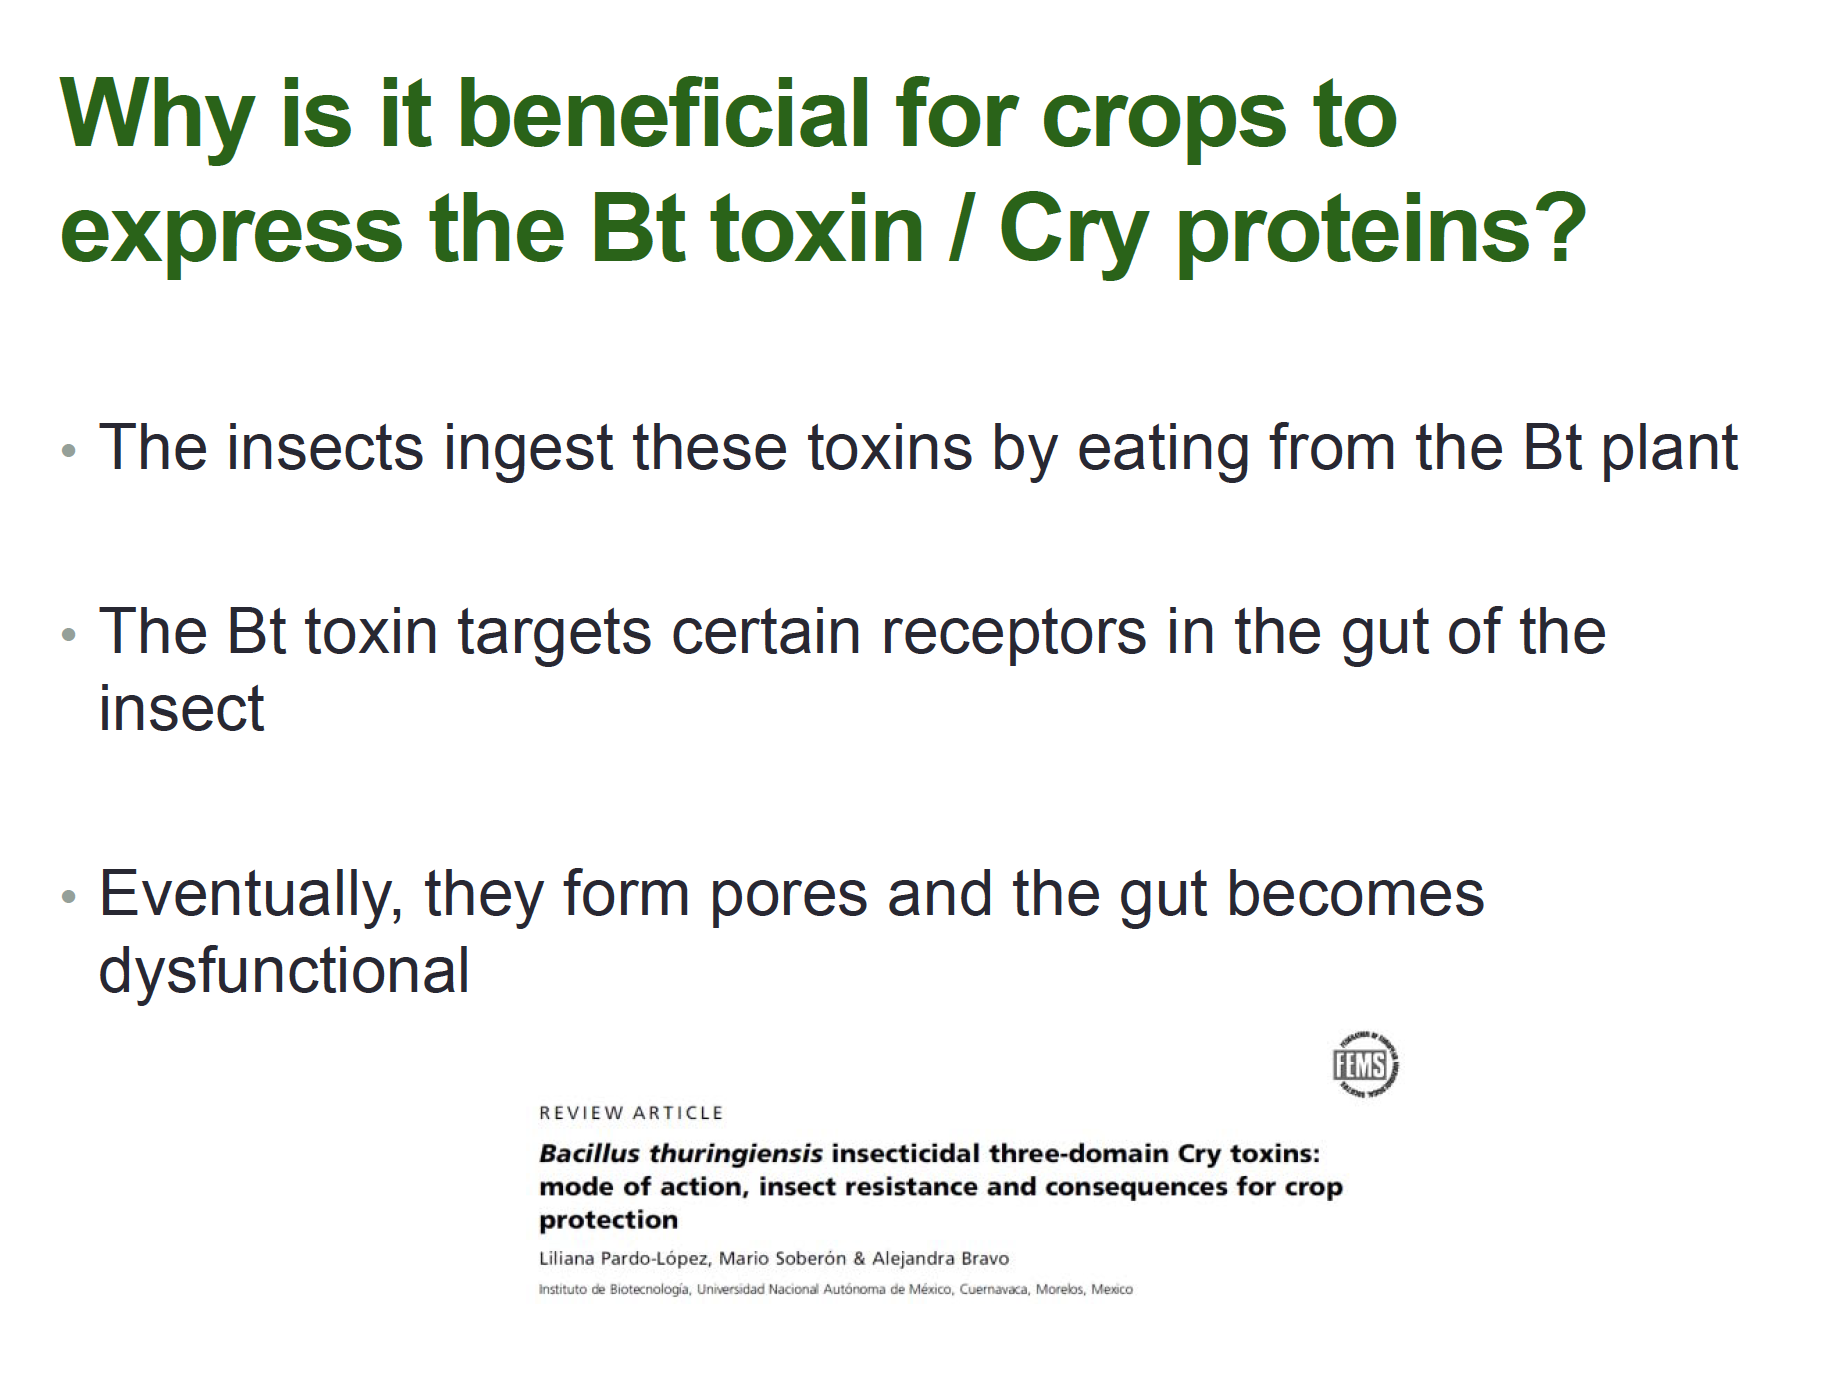 Why is it beneficial for crops to
express the Bt toxin / Cry proteins?
• The insects ingest these toxins by eating from the Bt plant
• The Bt toxin targets certain receptors in the gut of the
insect
• Eventually, they form pores and the gut becomes
dysfunctional
FEMS
REVIEW ARTICLE
Bacillus thuringiensis insecticidal three-domain Cry toxins:
mode of action, insect resistance and consequences for crop
protection
Liliana Pardo-López, Mario Soberón & Alejandra Bravo
Instituto de Biotecnología, Universidad Nacional Autónoma de México, Cuernavaca, Morelos, Mexico